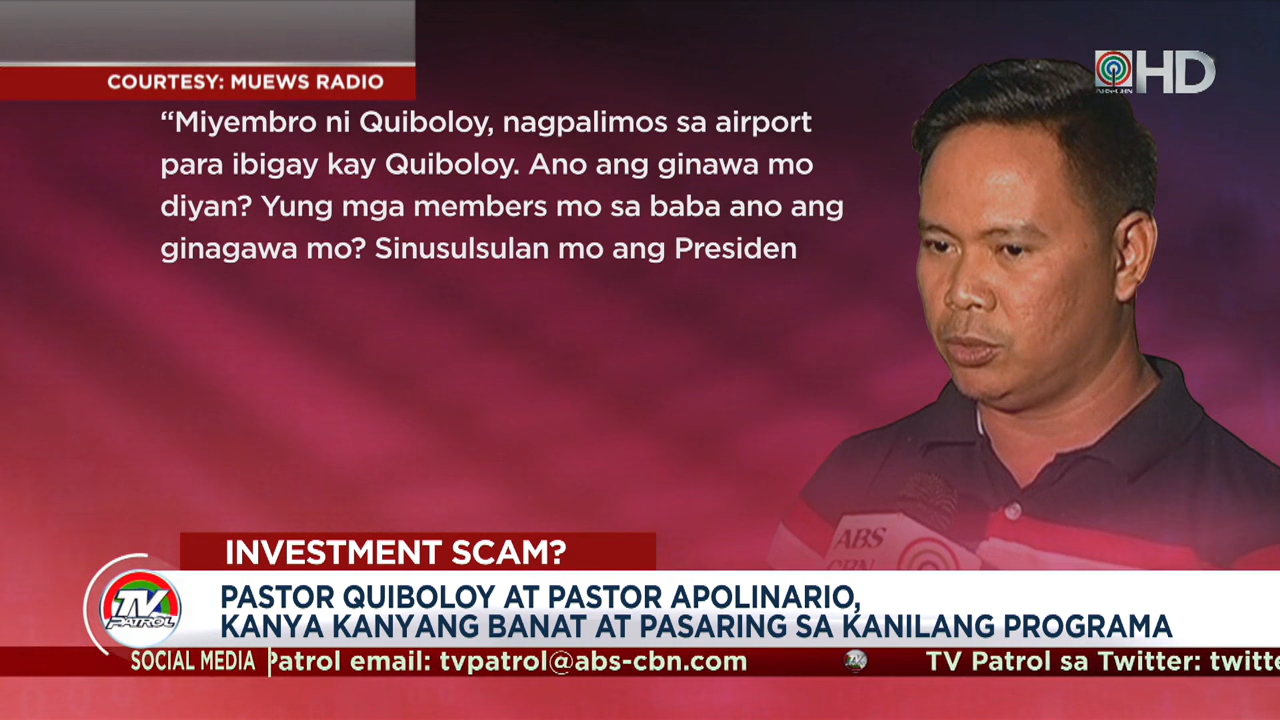 COURTESY: MUEWS RADIO
HD
“Miyembro ni Quiboloy, nagpalimos sa airport
para ibigay kay Quiboloy. Ano ang ginawa mo
diyan? Yung mga members mo sa baba ano ang
ginagawa mo? Sinusulsulan mo ang Presiden
ABS
CBN
INVESTMENT SCAM?
TV
PATROL
PASTOR QUIBOLOY AT PASTOR APOLINARIO,
KANYA KANYANG BANAT AT PASARING SA KANILANG PROGRAMA
SOCIAL MEDIA Patrol email: tvpatrol@abs-cbn.com TV Patrol sa Twitter: twitte